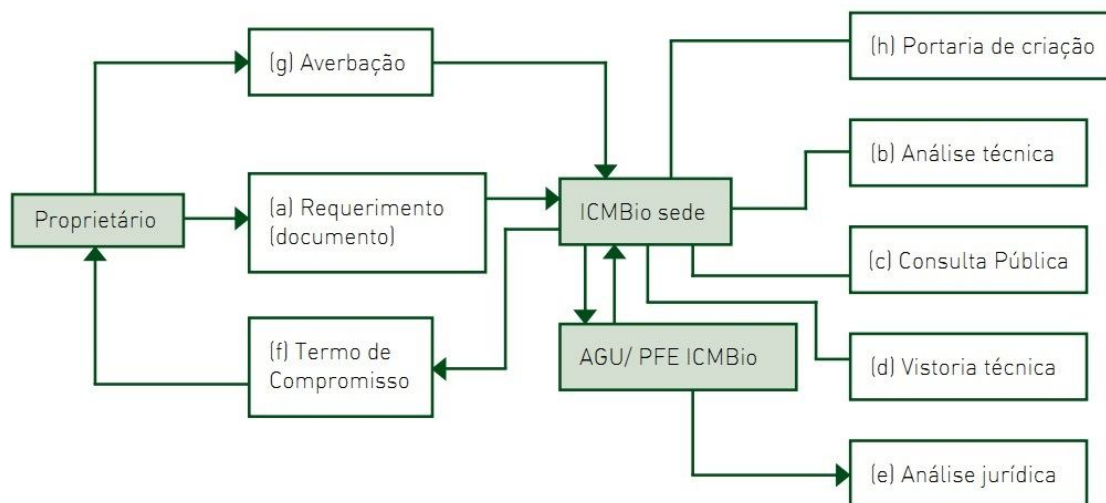 (g) Averbação
(h) Portaria de criação
(b) Análise técnica
Proprietário
(a) Requerimento
(documento)
ICMBio sede
(c) Consulta Pública
(f) Termo de
Compromisso
AGU/ PFE ICMBio
(d) Vistoria técnica
(e) Análise jurídica